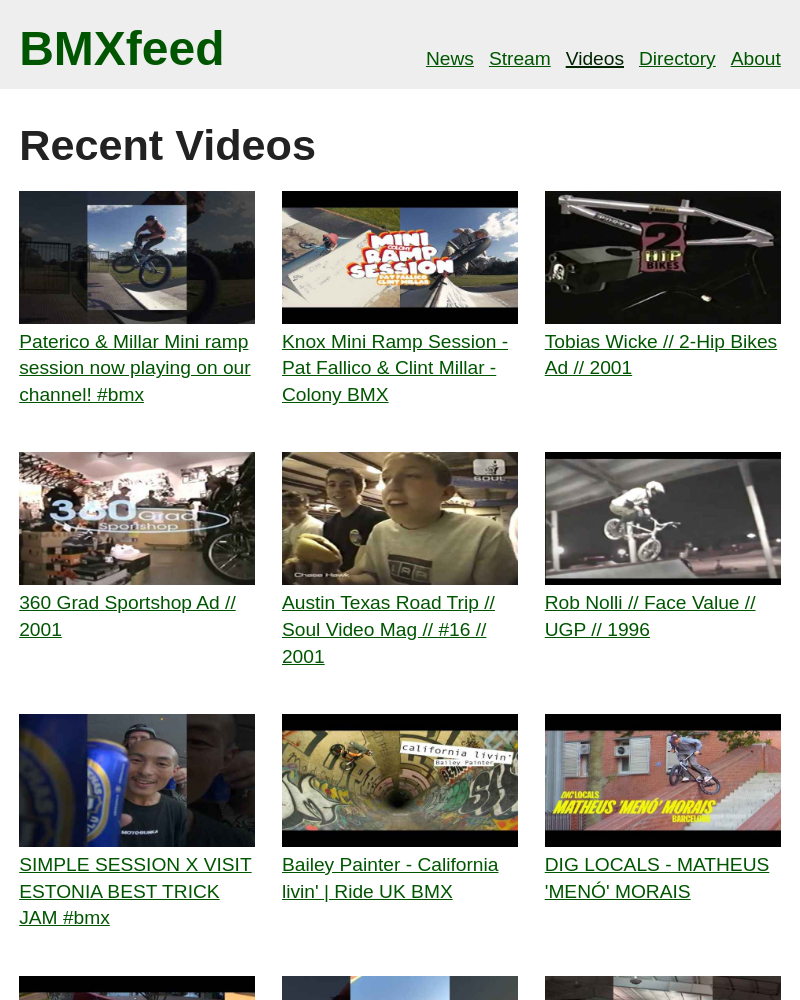 BMXfeed
News Stream Videos Directory About
Recent Videos
MINI
COLONY
RAMP
SESSION
PAT FALLICO
CLINT MILLAR
2
HIP
BIKES
Paterico & Millar Mini ramp
session now playing on our
channel! #bmx
Knox Mini Ramp Session -
Pat Fallico & Clint Millar -
Colony BMX
Tobias Wicke // 2-Hip Bikes
Ad // 2001
360Grad
Sportshop
SOUL
Chase Hawk
360 Grad Sportshop Ad //
2001
Austin Texas Road Trip //
Soul Video Mag // #16 //
2001
Rob Nolli // Face Value //
UGP // 1996
california livin'
Bailey Painter
DIG LOCALS
MATHEUS 'MENÓ' MORAIS
BARCELONA
SIMPLE SESSION X VISIT
ESTONIA BEST TRICK
JAM #bmx
Bailey Painter - California
livin' | Ride UK BMX
DIG LOCALS - MATHEUS
'MENÓ' MORAIS